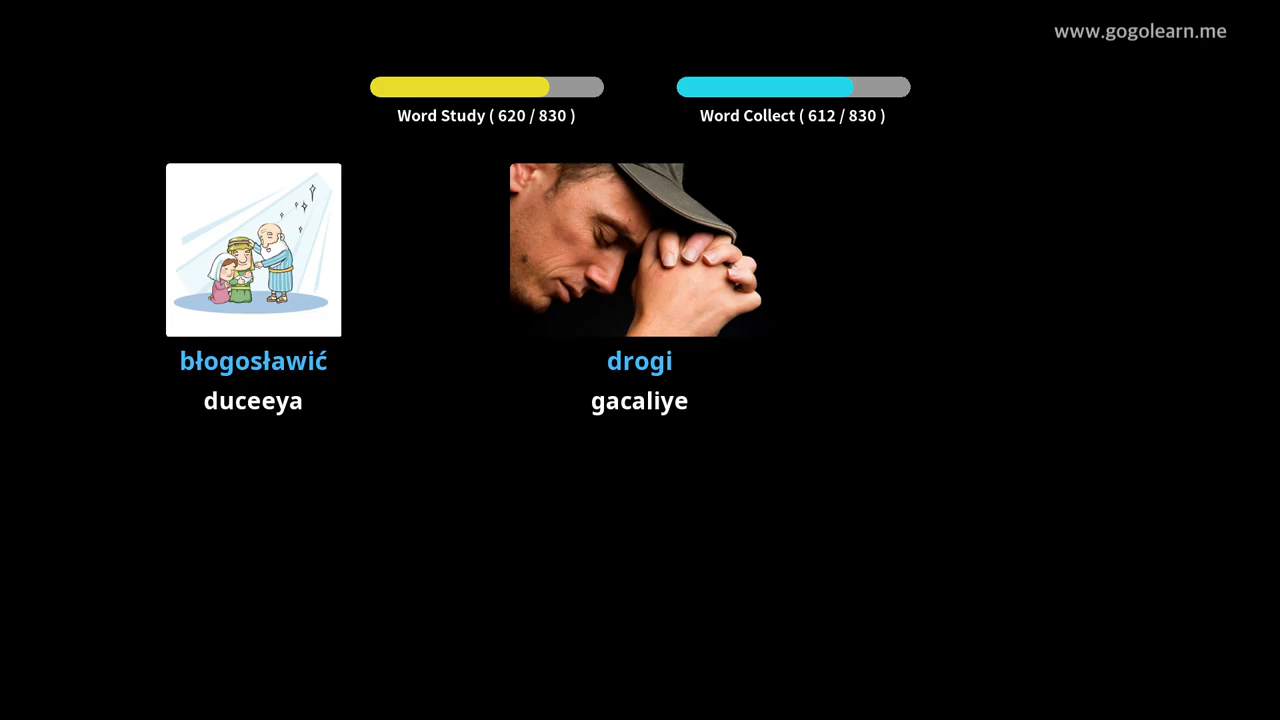 www.gogolearn.me
Word Study ( 620 / 830 )
Word Collect ( 612 / 830 )
błogosławić
duceeya
drogi
gacaliye